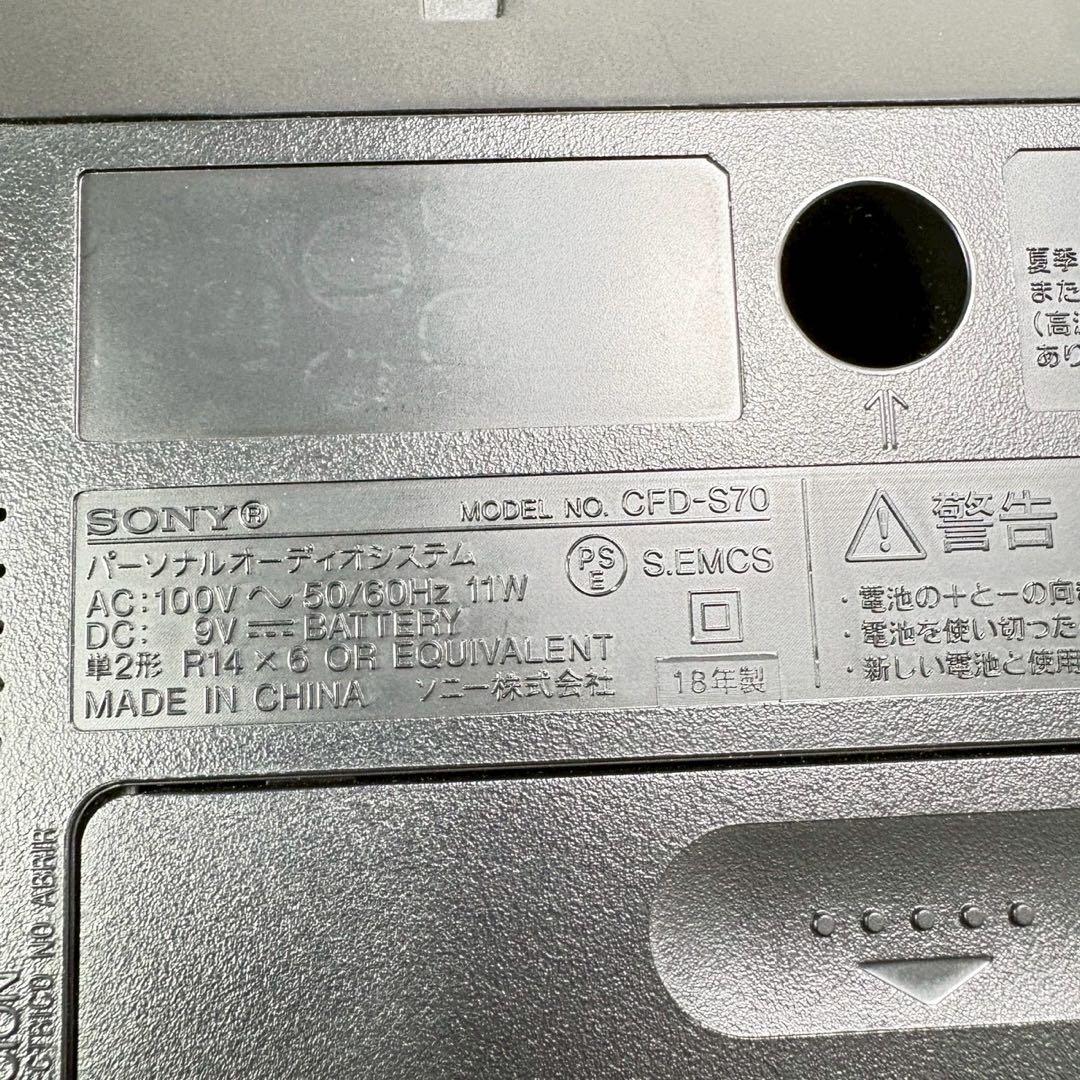 SONY® MODEL NO. CFD-S70
パーソナルオーディオシステム
PS
E
S.EMCS
AC:100V ～ 50/60Hz 11W
DC: 9V ⎓ BATTERY
単2形 R14×6 OR EQUIVALENT
MADE IN CHINA ソニー株式会社
18年製
警告
・電池の＋と－の向
・電池を使い切った
・新しい電池と使用
夏季
また
(高
あり
NO ABRIR